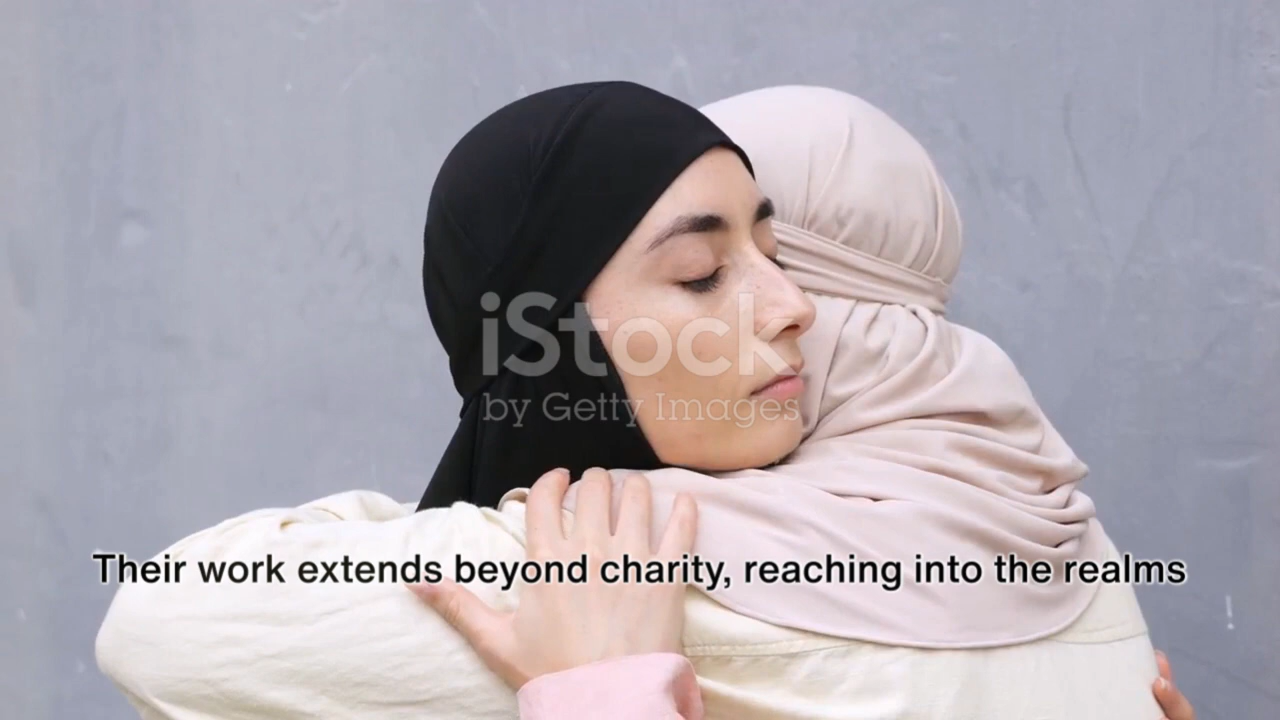 iStock
by Getty Images
Their work extends beyond charity, reaching into the realms